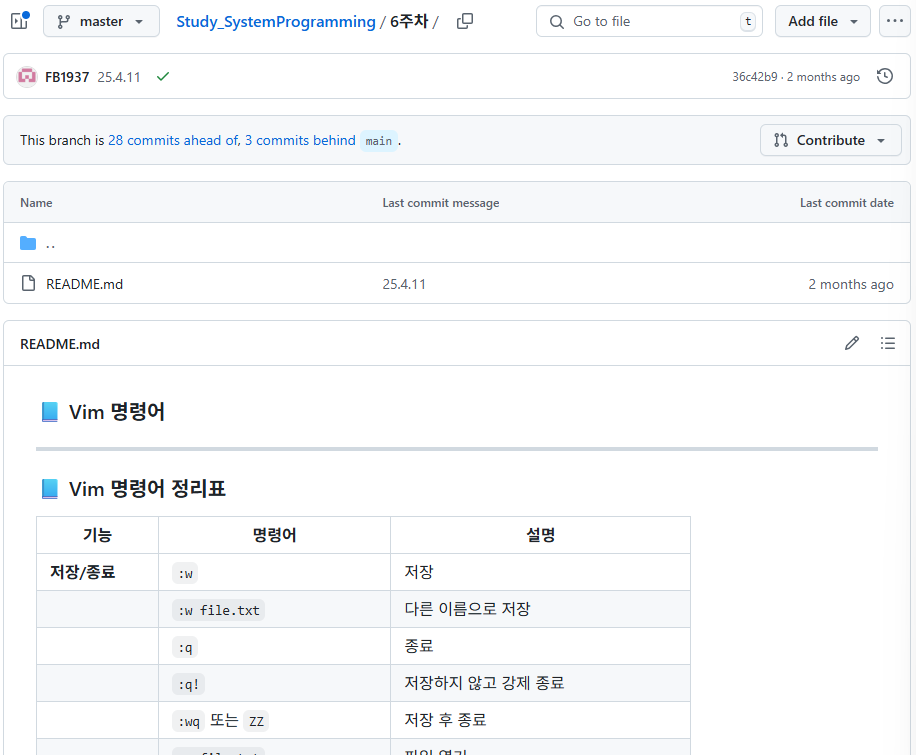 master
Study_SystemProgramming / 6주차 /
Go to file
t
Add file
FB1937 25.4.11
36c42b9 · 2 months ago
This branch is 28 commits ahead of, 3 commits behind main .
Contribute
Name Last commit message Last commit date
..
README.md 25.4.11 2 months ago
README.md
Vim 명령어
Vim 명령어 정리표
기능 명령어 설명
저장/종료 :w 저장
:w file.txt 다른 이름으로 저장
:q 종료
:q! 저장하지 않고 강제 종료
:wq 또는 ZZ 저장 후 종료